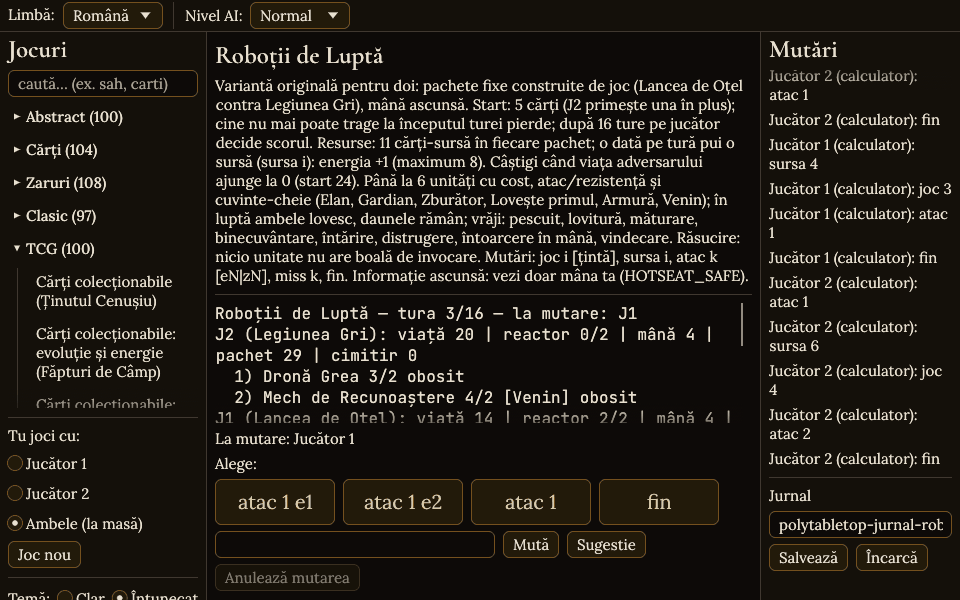 Limbă: Română ▼ Nivel AI: Normal ▼
Jocuri
caută... (ex. sah, carti)
▸ Abstract (100)
▸ Cărți (104)
▸ Zaruri (108)
▸ Clasic (97)
▾ TCG (100)
Cărți colecționabile
(Ținutul Cenușiu)
Cărți colecționabile:
evoluție și energie
(Făpturi de Câmp)
Cărți colecționabile:
Tu joci cu:
Jucător 1
Jucător 2
Ambele (la masă)
Joc nou
Temă: Clar Întunecat
Roboții de Luptă
Variantă originală pentru doi: pachete fixe construite de joc (Lancea de Oțel
contra Legiunea Gri), mână ascunsă. Start: 5 cărți (J2 primește una în plus);
cine nu mai poate trage la începutul turei pierde; după 16 ture pe jucător
decide scorul. Resurse: 11 cărți-sursă în fiecare pachet; o dată pe tură pui o
sursă (sursa i): energia +1 (maximum 8). Câștigi când viața adversarului
ajunge la 0 (start 24). Până la 6 unități cu cost, atac/rezistență și
cuvinte-cheie (Elan, Gardian, Zburător, Lovește primul, Armură, Venin); în
luptă ambele lovesc, daunele rămân; vrăji: pescuit, lovitură, măturare,
binecuvântare, întărire, distrugere, întoarcere în mână, vindecare. Răsucire:
nicio unitate nu are boală de invocare. Mutări: joc i [țintă], sursa i, atac k
[eN|zN], miss k, fin. Informație ascunsă: vezi doar mâna ta (HOTSEAT_SAFE).
Roboții de Luptă — tura 3/16 — la mutare: J1
J2 (Legiunea Gri): viață 20 | reactor 0/2 | mână 4 |
pachet 29 | cimitir 0
1) Dronă Grea 3/2 obosit
2) Mech de Recunoaștere 4/2 [Venin] obosit
J1 (Lancea de Oțel): viață 14 | reactor 2/2 | mână 4 |
La mutare: Jucător 1
Alege:
atac 1 e1 atac 1 e2 atac 1 fin
Mută Sugestie
Anulează mutarea
Mutări
Jucător 2 (calculator):
atac 1
Jucător 2 (calculator): fin
Jucător 1 (calculator):
sursa 4
Jucător 1 (calculator): joc 3
Jucător 1 (calculator): atac
1
Jucător 1 (calculator): fin
Jucător 2 (calculator):
atac 1
Jucător 2 (calculator):
sursa 6
Jucător 2 (calculator): joc
4
Jucător 2 (calculator):
atac 2
Jucător 2 (calculator): fin
Jurnal
polytabletop-jurnal-rob
Salvează Încarcă